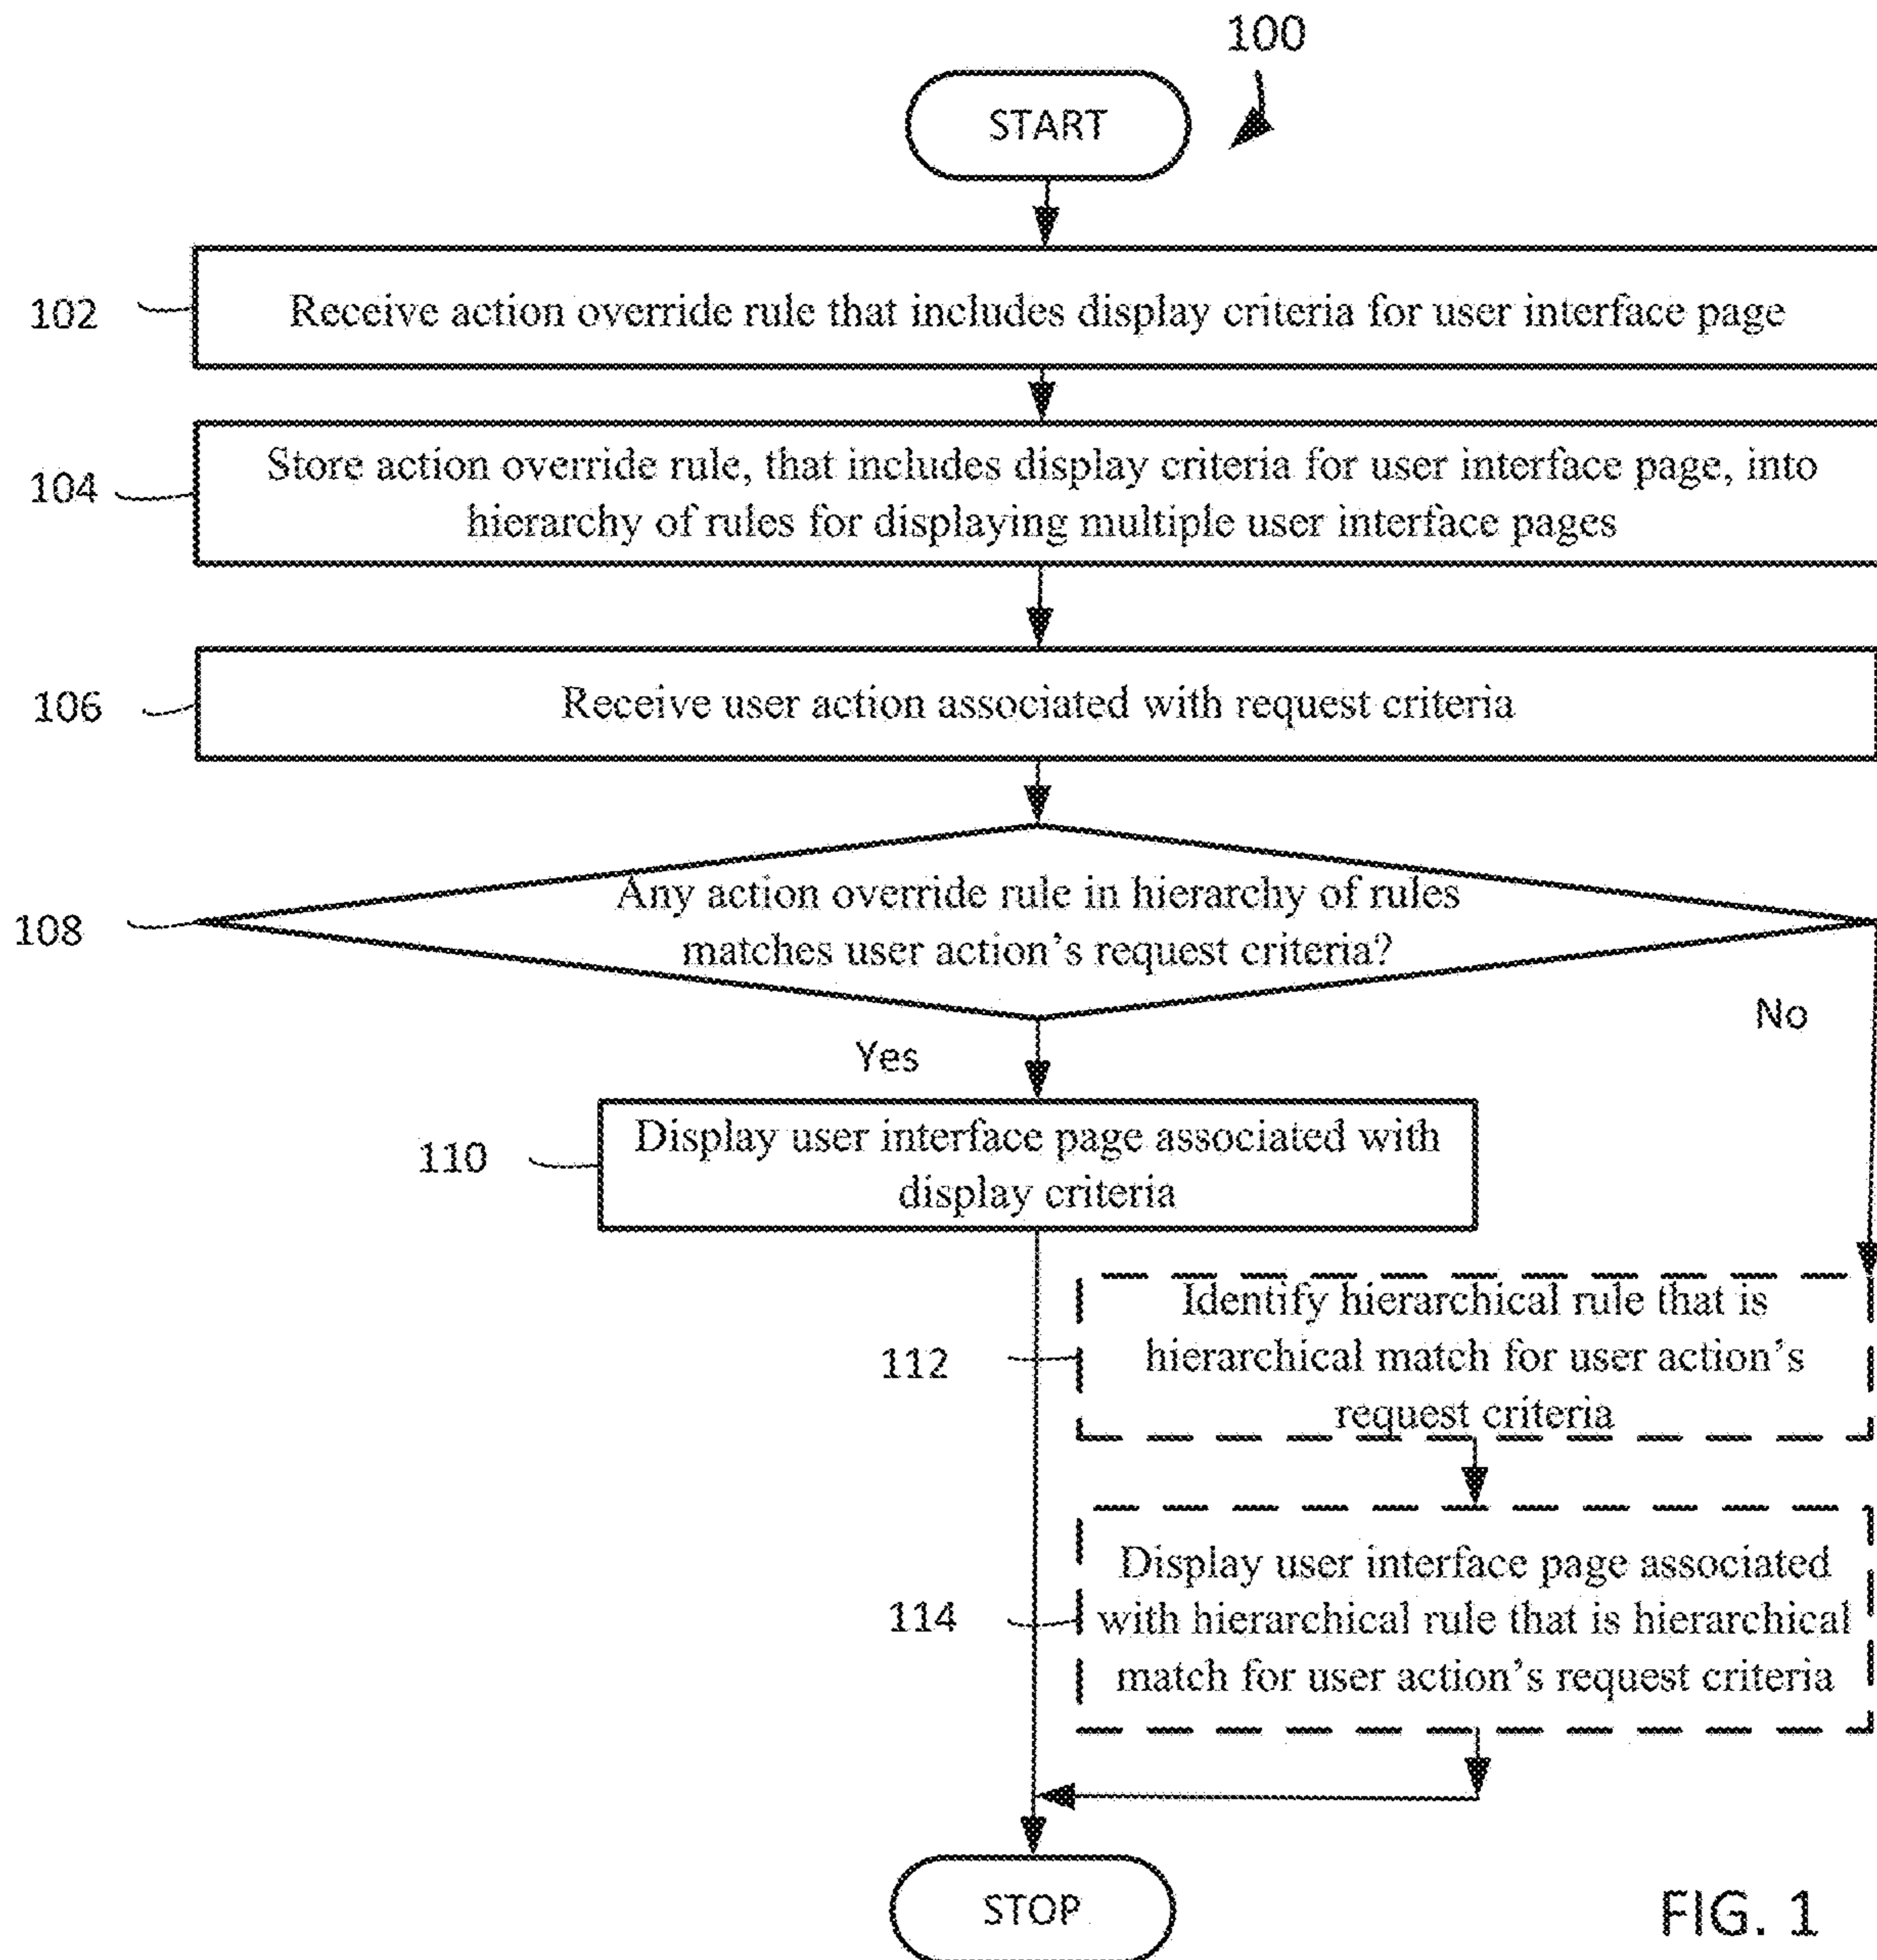 100
START
102
Receive action override rule that includes display criteria for user interface page
104
Store action override rule, that includes display criteria for user interface page, into
hierarchy of rules for displaying multiple user interface pages
106
Receive user action associated with request criteria
108
Any action override rule in hierarchy of rules
matches user action's request criteria?
No
Yes
110
Display user interface page associated with
display criteria
112
Identify hierarchical rule that is
hierarchical match for user action's
request criteria
114
Display user interface page associated
with hierarchical rule that is hierarchical
match for user action's request criteria
STOP
FIG. 1